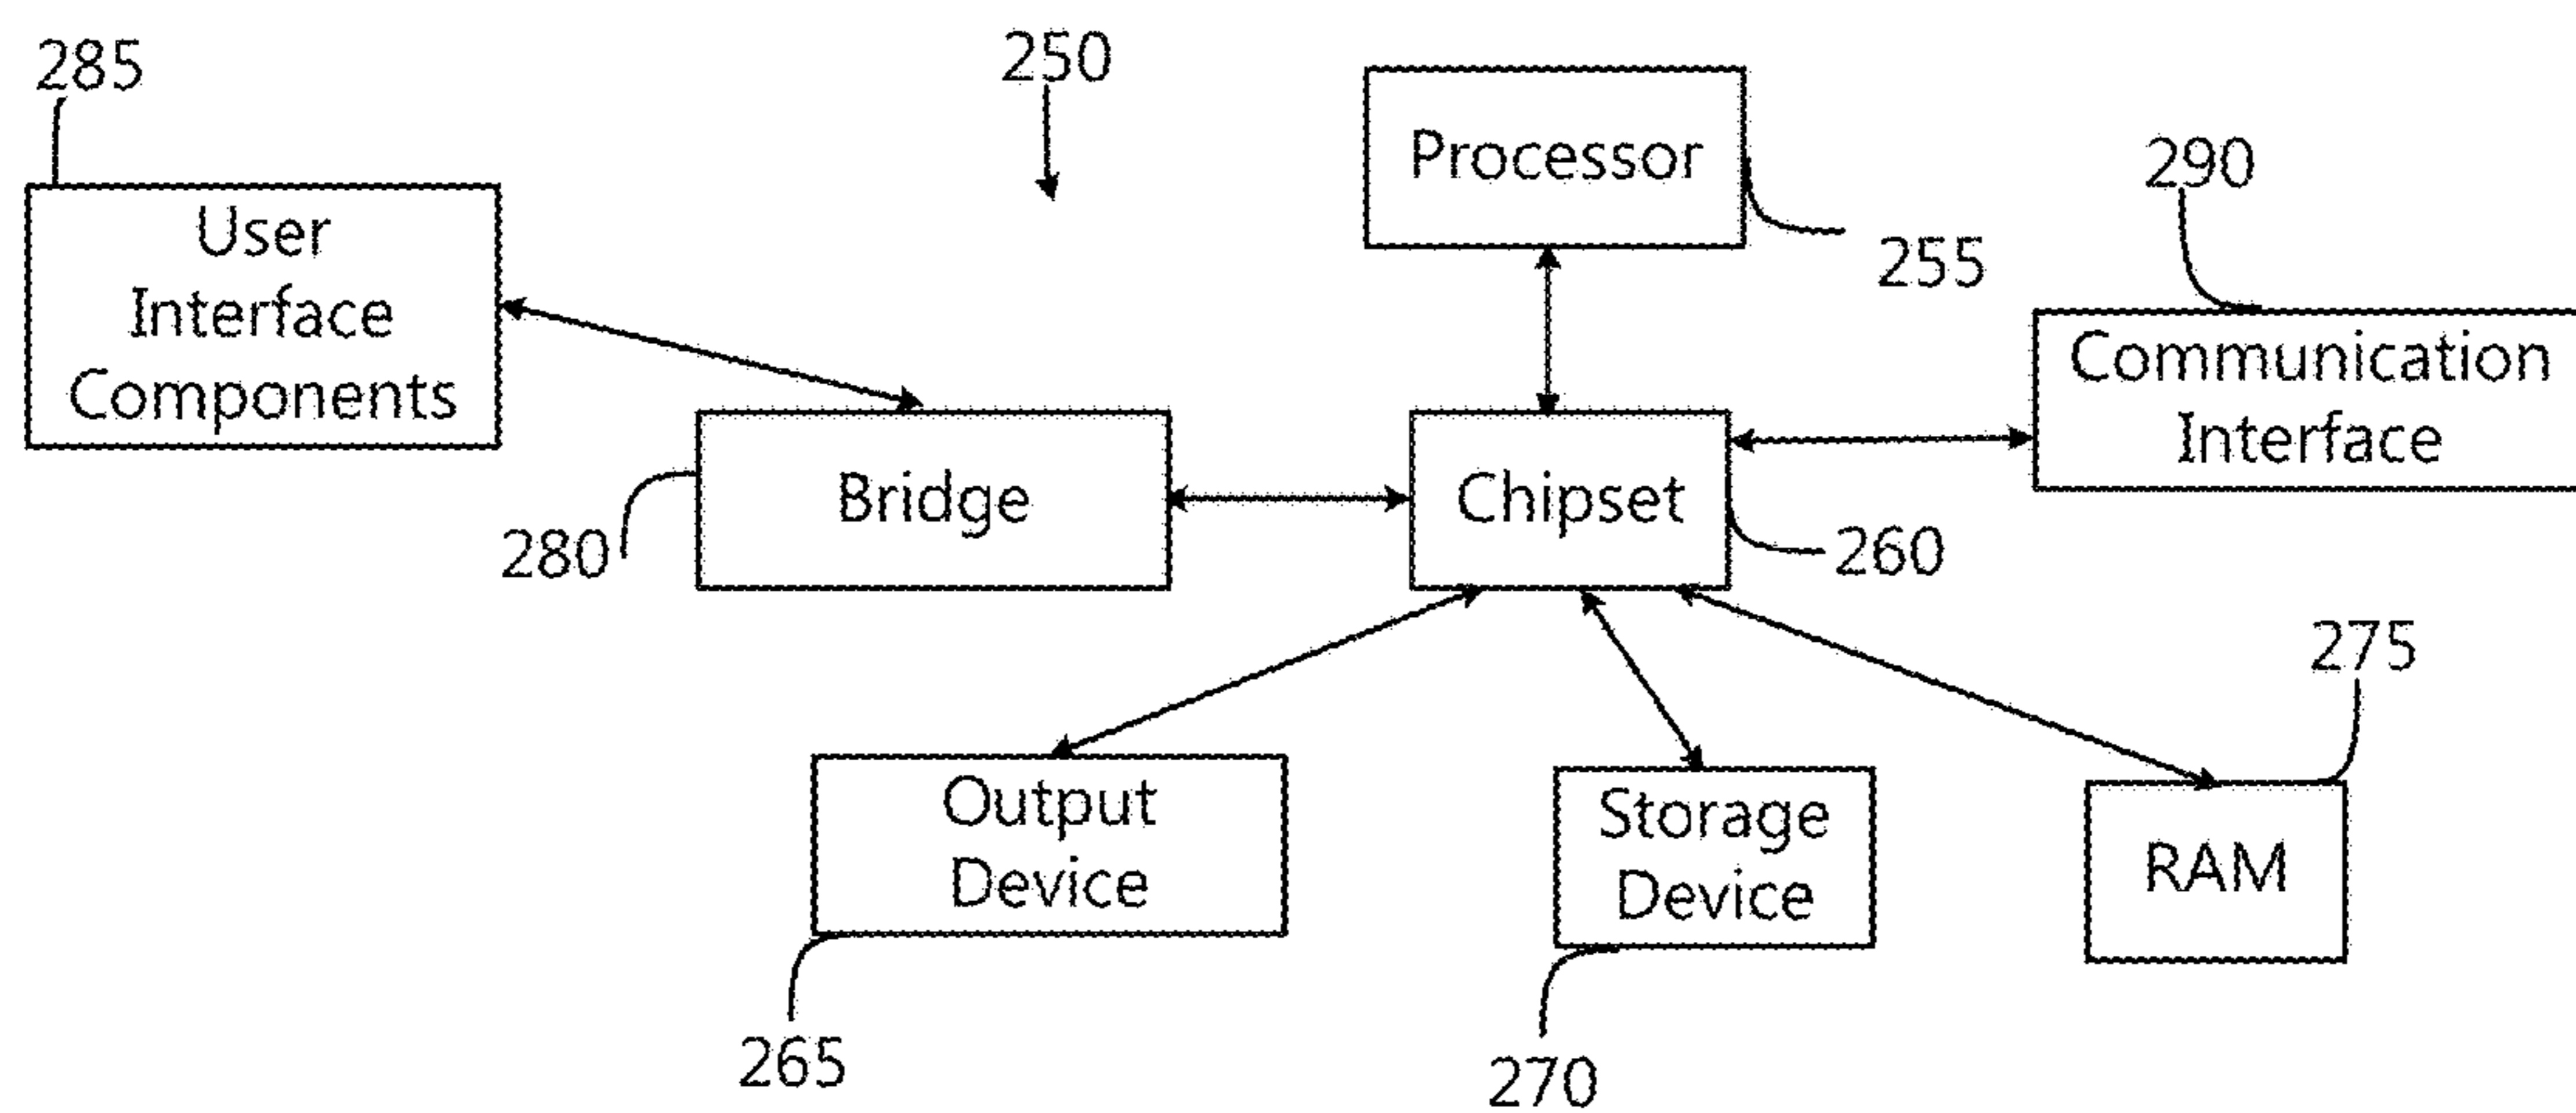 285
250
Processor
255
290
User
Interface
Components
Communication
Interface
Bridge
280
Chipset
260
275
Output
Device
265
Storage
Device
270
RAM